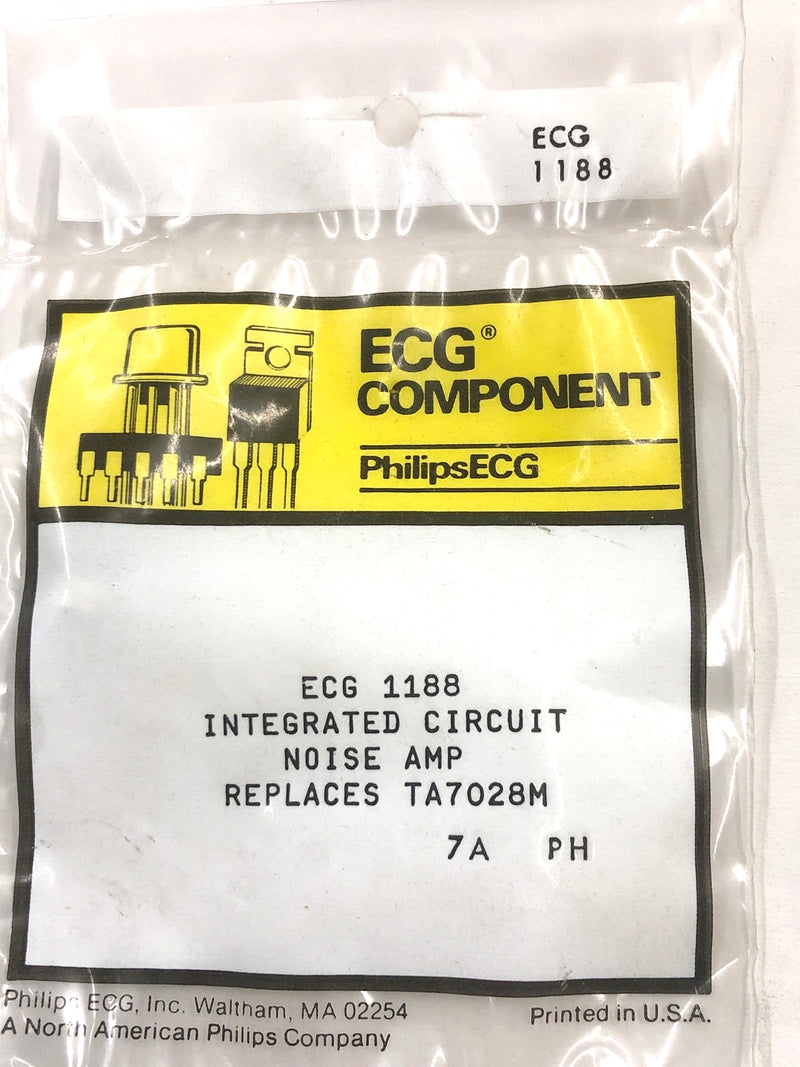 ECG
1188
ECG®
COMPONENT
PhilipsECG
ECG 1188
INTEGRATED CIRCUIT
NOISE AMP
REPLACES TA7028M
7A PH
Philips ECG, Inc. Waltham, MA 02254
A North American Philips Company
Printed in U.S.A.